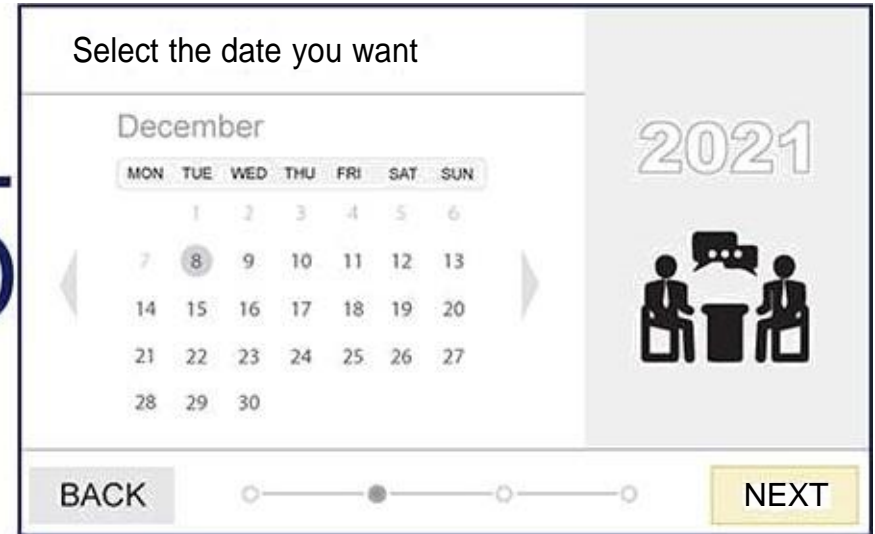 Select the date you want
December
2021
MON TUE WED THU FRI SAT SUN
1 2 3 4 5 6
7 8 9 10 11 12 13
14 15 16 17 18 19 20
21 22 23 24 25 26 27
28 29 30
BACK NEXT